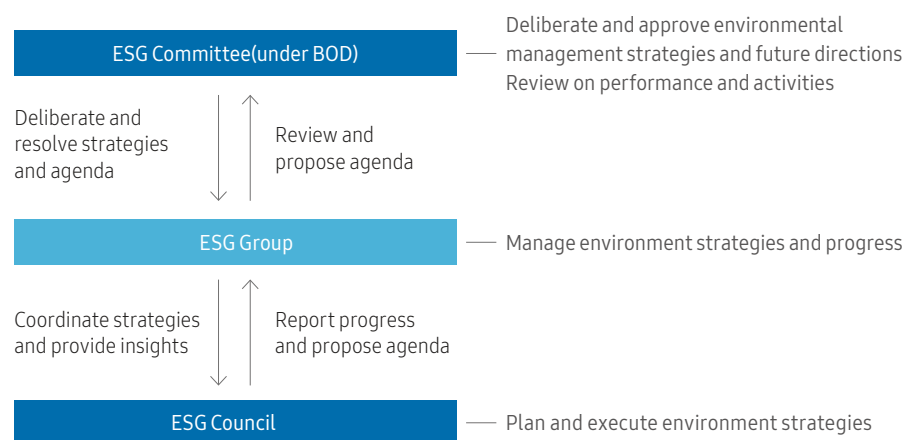 ESG Committee(under BOD)
Deliberate and approve environmental
management strategies and future directions
Review on performance and activities
Deliberate and
resolve strategies
and agenda
Review and
propose agenda
ESG Group
Manage environment strategies and progress
Coordinate strategies
and provide insights
Report progress
and propose agenda
ESG Council
Plan and execute environment strategies